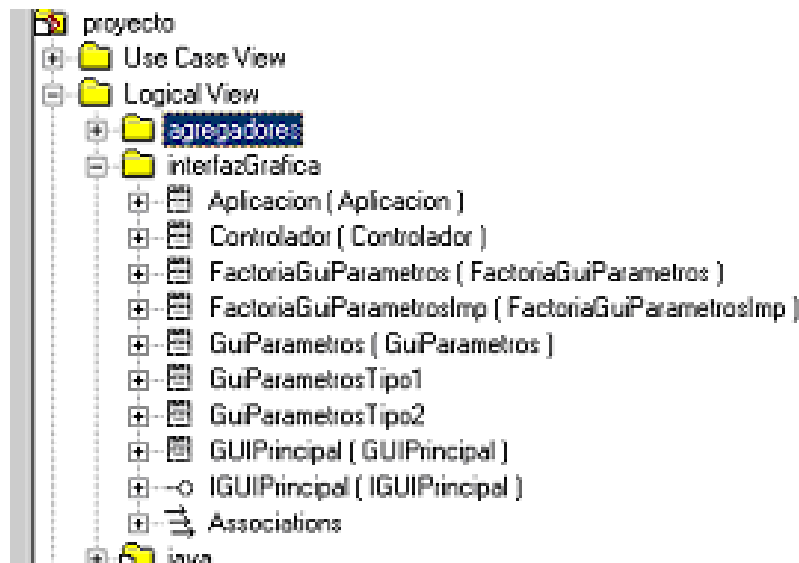 proyecto
Use Case View
Logical View
agregadores
interfazGrafica
Aplicacion ( Aplicacion )
Controlador ( Controlador )
FactoriaGuiParametros ( FactoriaGuiParametros )
FactoriaGuiParametrosImp ( FactoriaGuiParametrosImp )
GuiParametros ( GuiParametros )
GuiParametrosTipo1
GuiParametrosTipo2
GUIPrincipal ( GUIPrincipal )
IGUIPrincipal ( IGUIPrincipal )
Associations
java